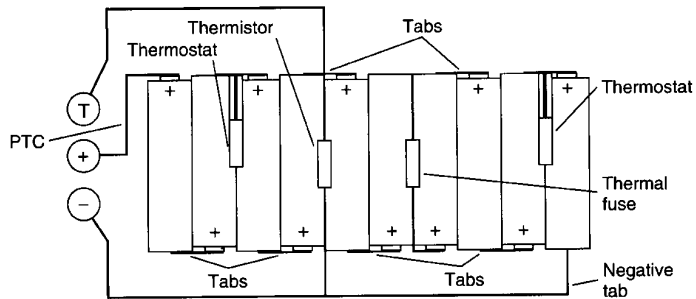 Thermistor
Tabs
Thermostat
T
PTC
+
−
+ + + + +
Thermostat
Thermal
fuse
+ + + + +
Tabs
Tabs
Negative
tab